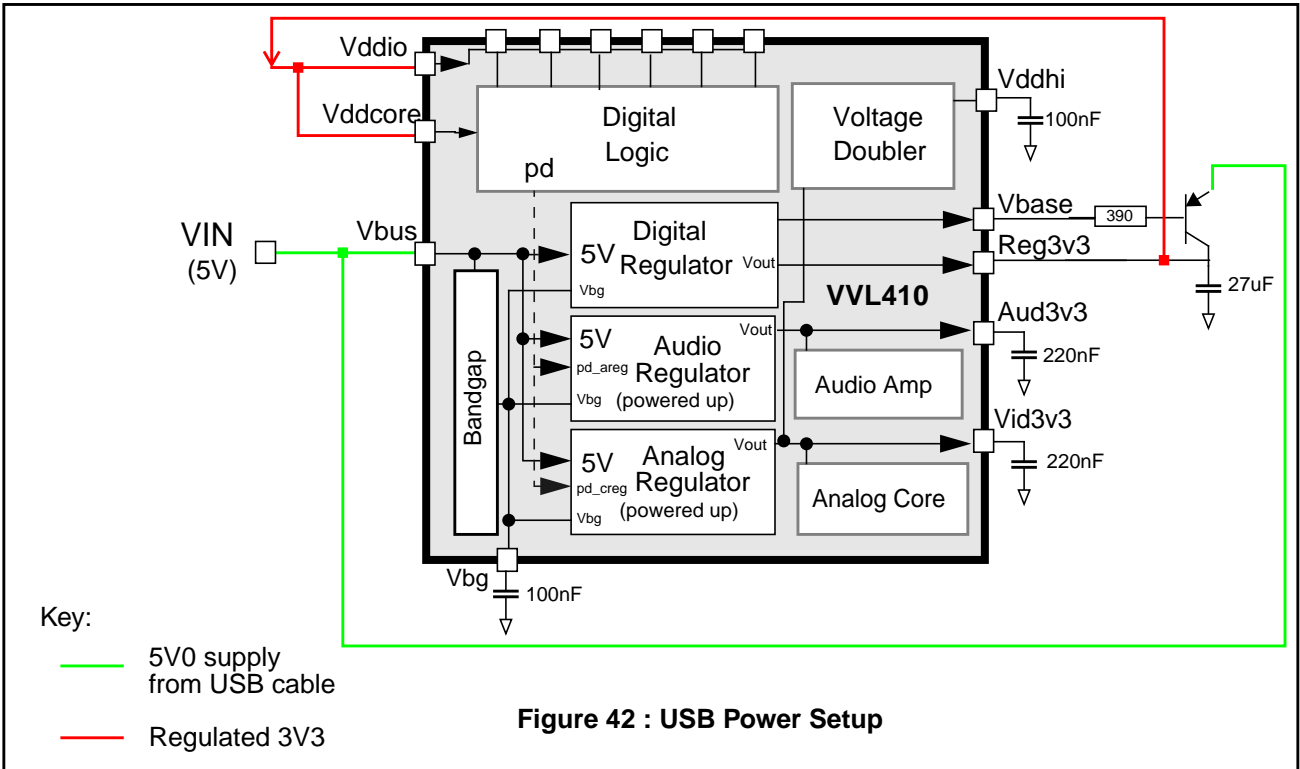 Vddio
Vddcore
Digital
Logic
pd
Voltage
Doubler
Vddhi
100nF
VIN
(5V)
Vbus
Bandgap
5V
Digital
Regulator
Vout
Vbg
VVL410
Vbase
390
Reg3v3
27uF
5V
Audio
Regulator
(powered up)
Vout
pd_areg
Vbg
Audio Amp
Aud3v3
220nF
5V
Analog
Regulator
(powered up)
Vout
pd_creg
Vbg
Analog Core
Vid3v3
220nF
Vbg
100nF
Key:
5V0 supply
from USB cable
Regulated 3V3
Figure 42 : USB Power Setup